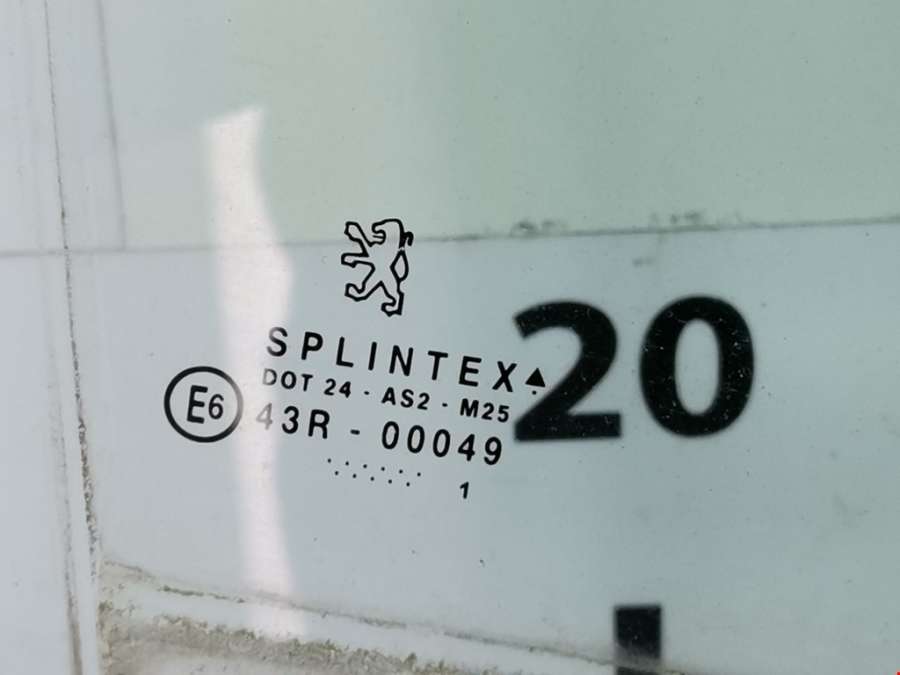 SPLINTEX
DOT 24 - AS2 - M25
E6
43R - 00049
1
20